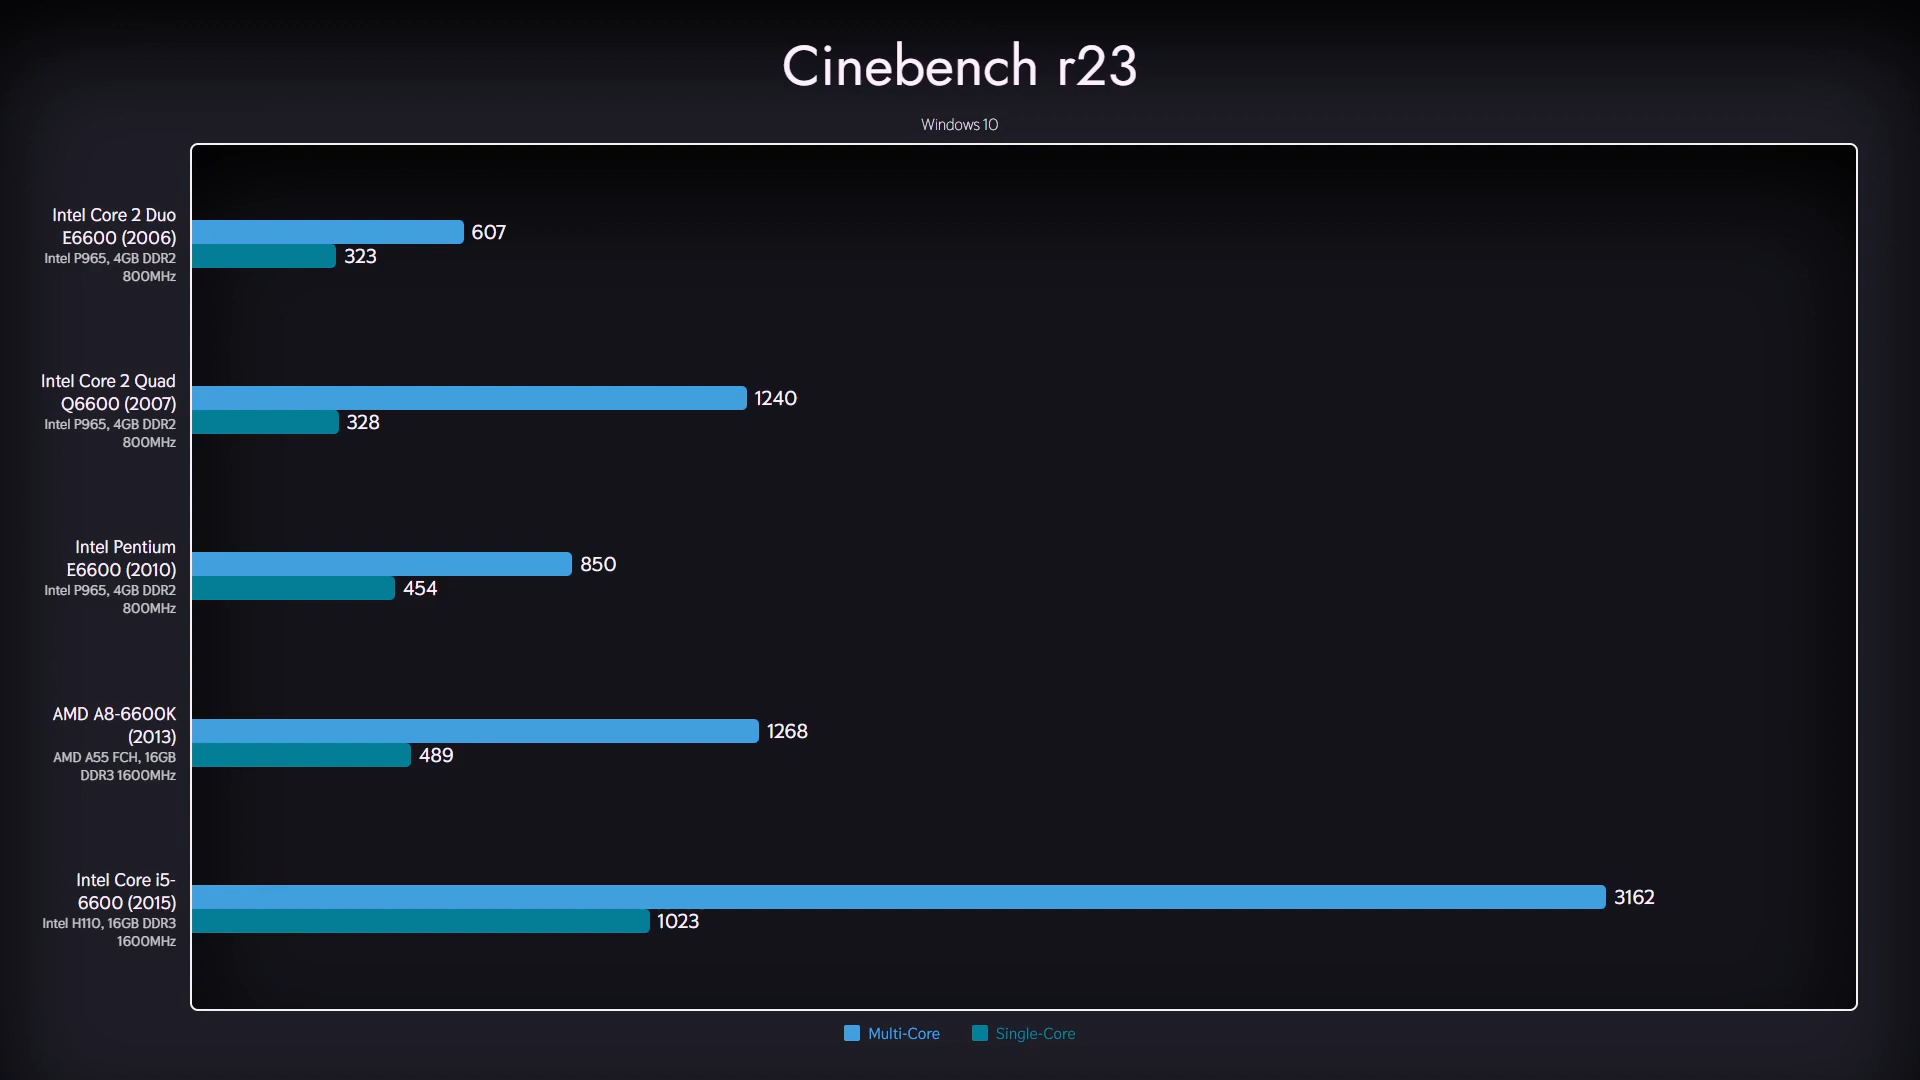 Cinebench r23
Windows 10
Intel Core 2 Duo
E6600 (2006)
Intel P965, 4GB DDR2
800MHz
607
323
Intel Core 2 Quad
Q6600 (2007)
Intel P965, 4GB DDR2
800MHz
1240
328
Intel Pentium
E6600 (2010)
Intel P965, 4GB DDR2
800MHz
850
454
AMD A8-6600K
(2013)
AMD A55 FCH, 16GB
DDR3 1600MHz
1268
489
Intel Core i5-
6600 (2015)
Intel H110, 16GB DDR3
1600MHz
3162
1023
Multi-Core
Single-Core